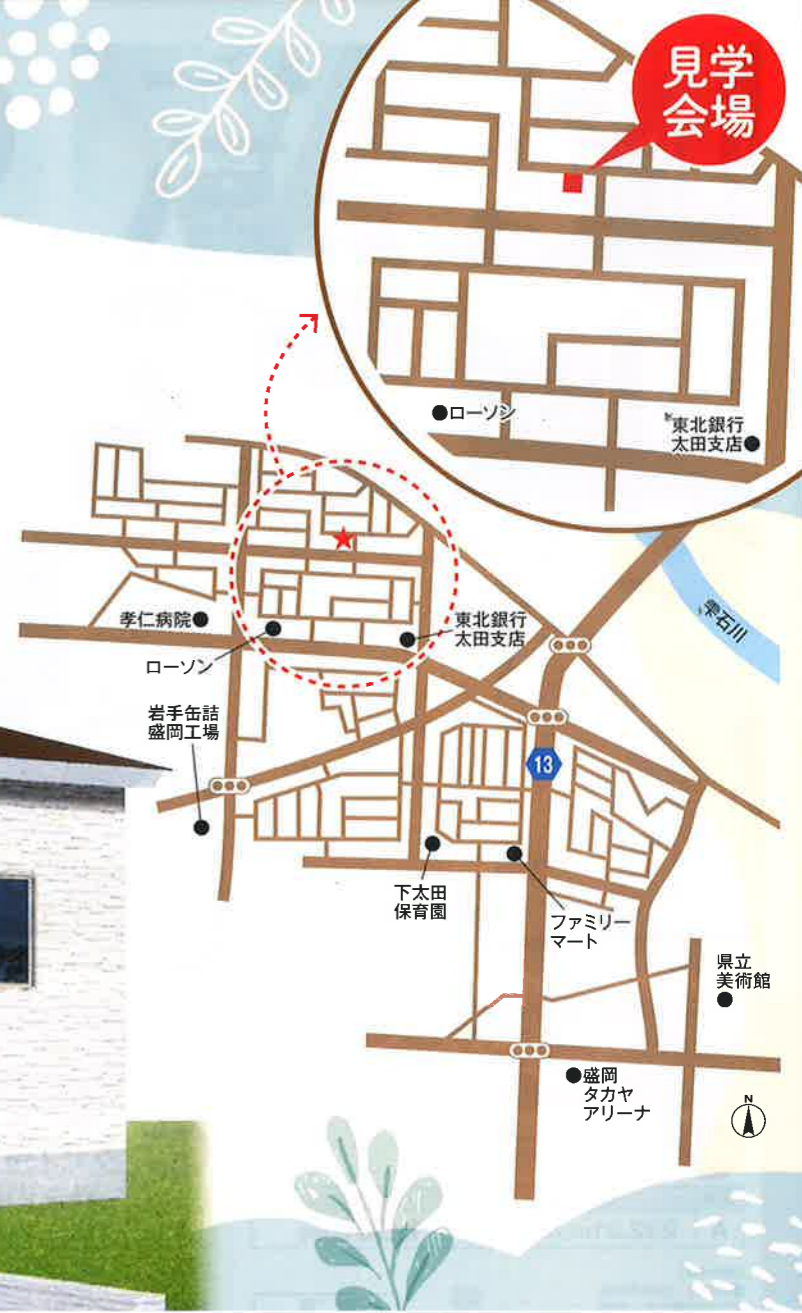 見学
会場
ローソン
東北銀行
太田支店
雫石川
孝仁病院
東北銀行
太田支店
ローソン
岩手缶詰
盛岡工場
13
下太田
保育園
ファミリー
マート
県立
美術館
盛岡
タカヤ
アリーナ
N